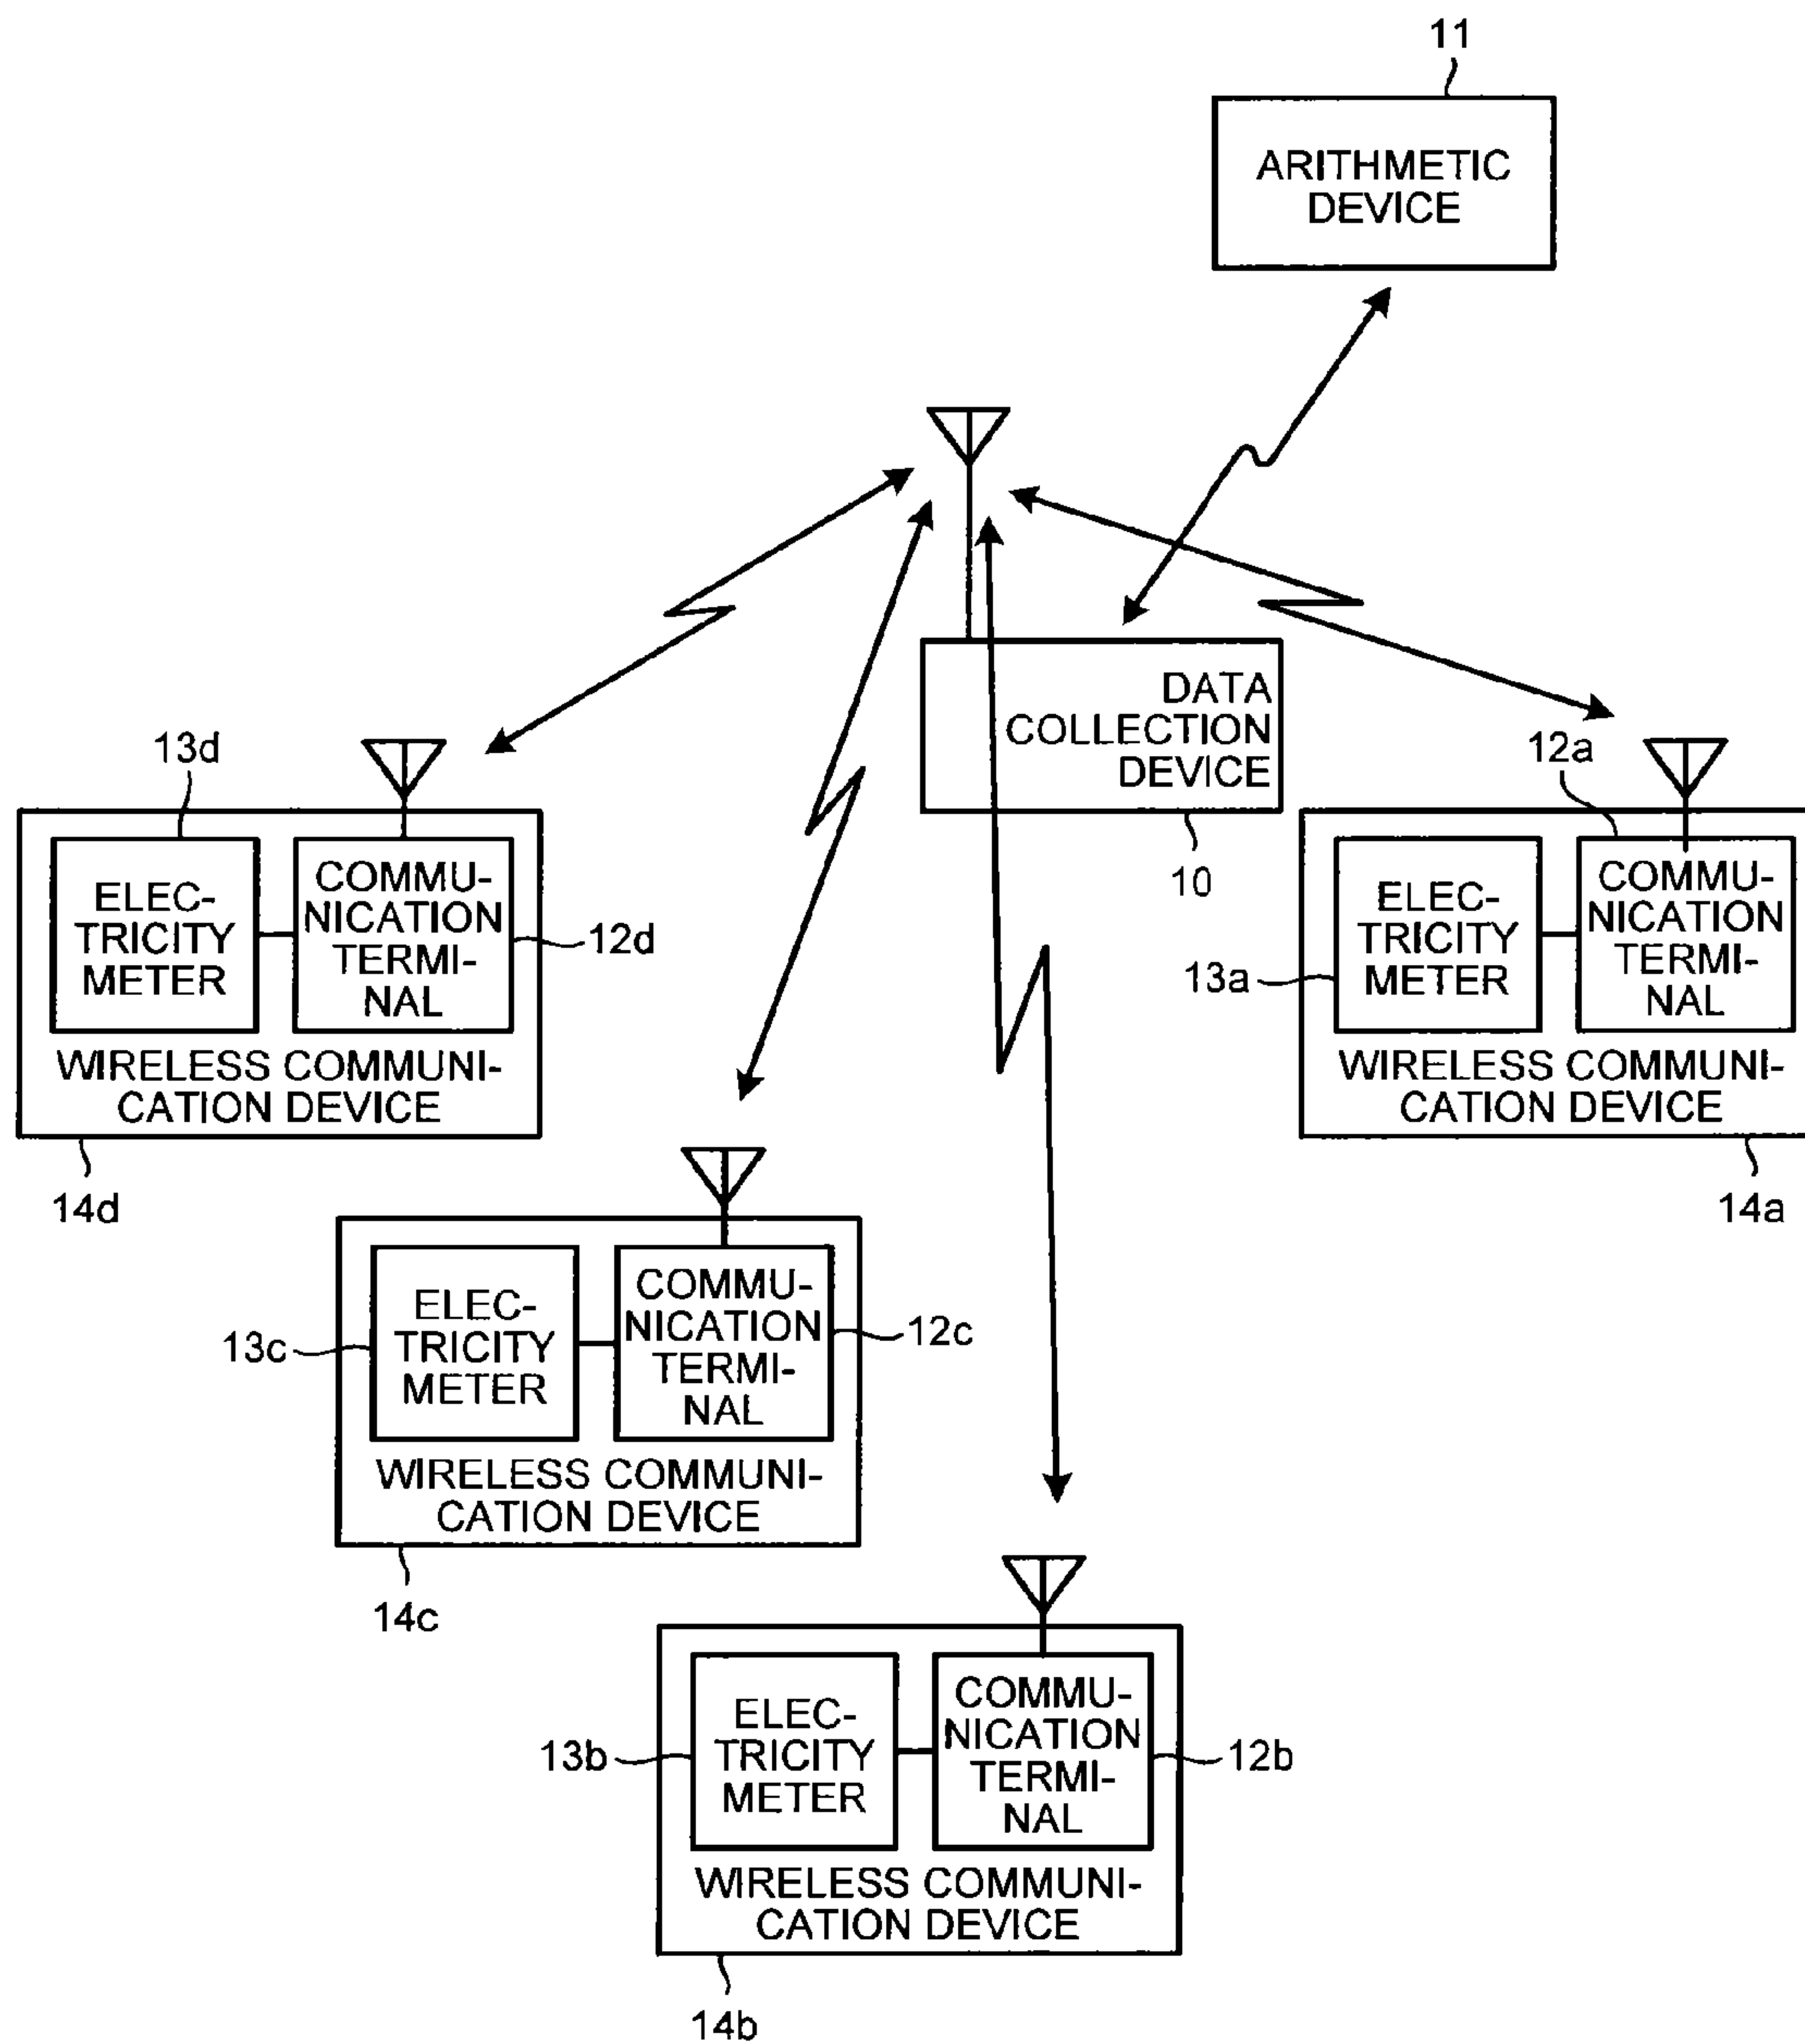 11
ARITHMETIC
DEVICE
DATA
COLLECTION
DEVICE
10
13d
ELEC-
TRICITY
METER
COMMU-
NICATION
TERMI-
NAL
12d
WIRELESS COMMUNI-
CATION DEVICE
14d
12a
13a
ELEC-
TRICITY
METER
COMMU-
NICATION
TERMI-
NAL
WIRELESS COMMUNI-
CATION DEVICE
14a
13c
ELEC-
TRICITY
METER
COMMU-
NICATION
TERMI-
NAL
12c
WIRELESS COMMUNI-
CATION DEVICE
14c
13b
ELEC-
TRICITY
METER
COMMU-
NICATION
TERMI-
NAL
12b
WIRELESS COMMUNI-
CATION DEVICE
14b